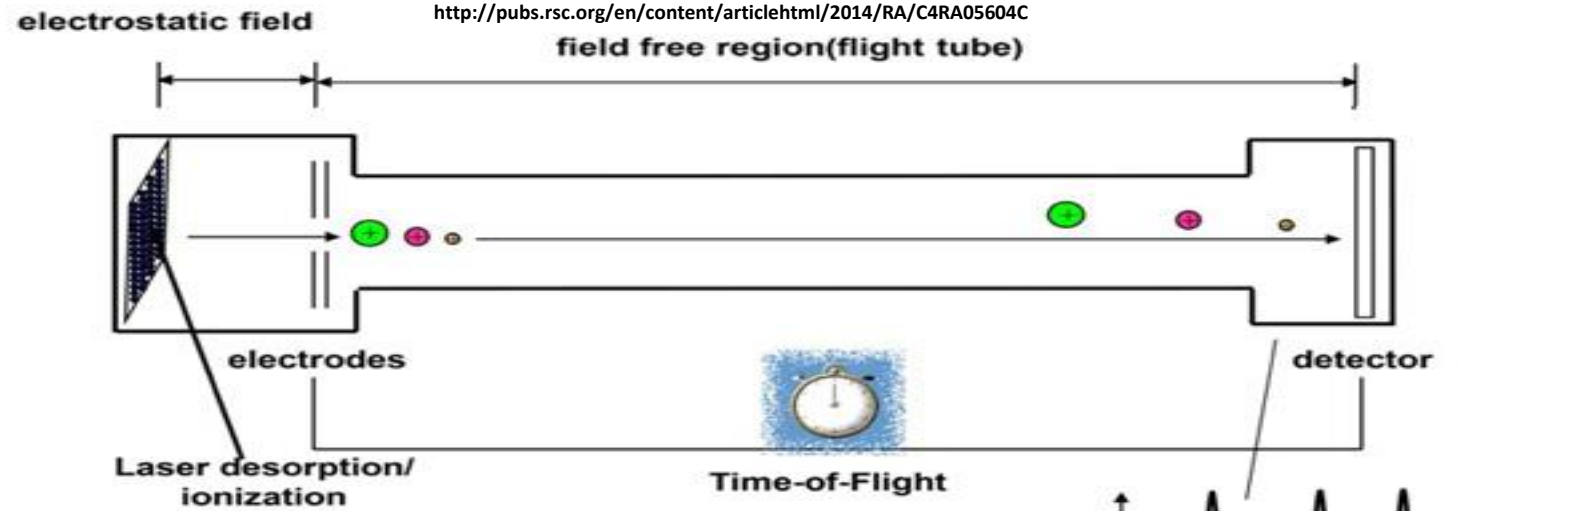 http://pubs.rsc.org/en/content/articlehtml/2014/RA/C4RA05604C
electrostatic field
field free region(flight tube)
+ + +
+ + +
electrodes
detector
Laser desorption/
ionization
Time-of-Flight